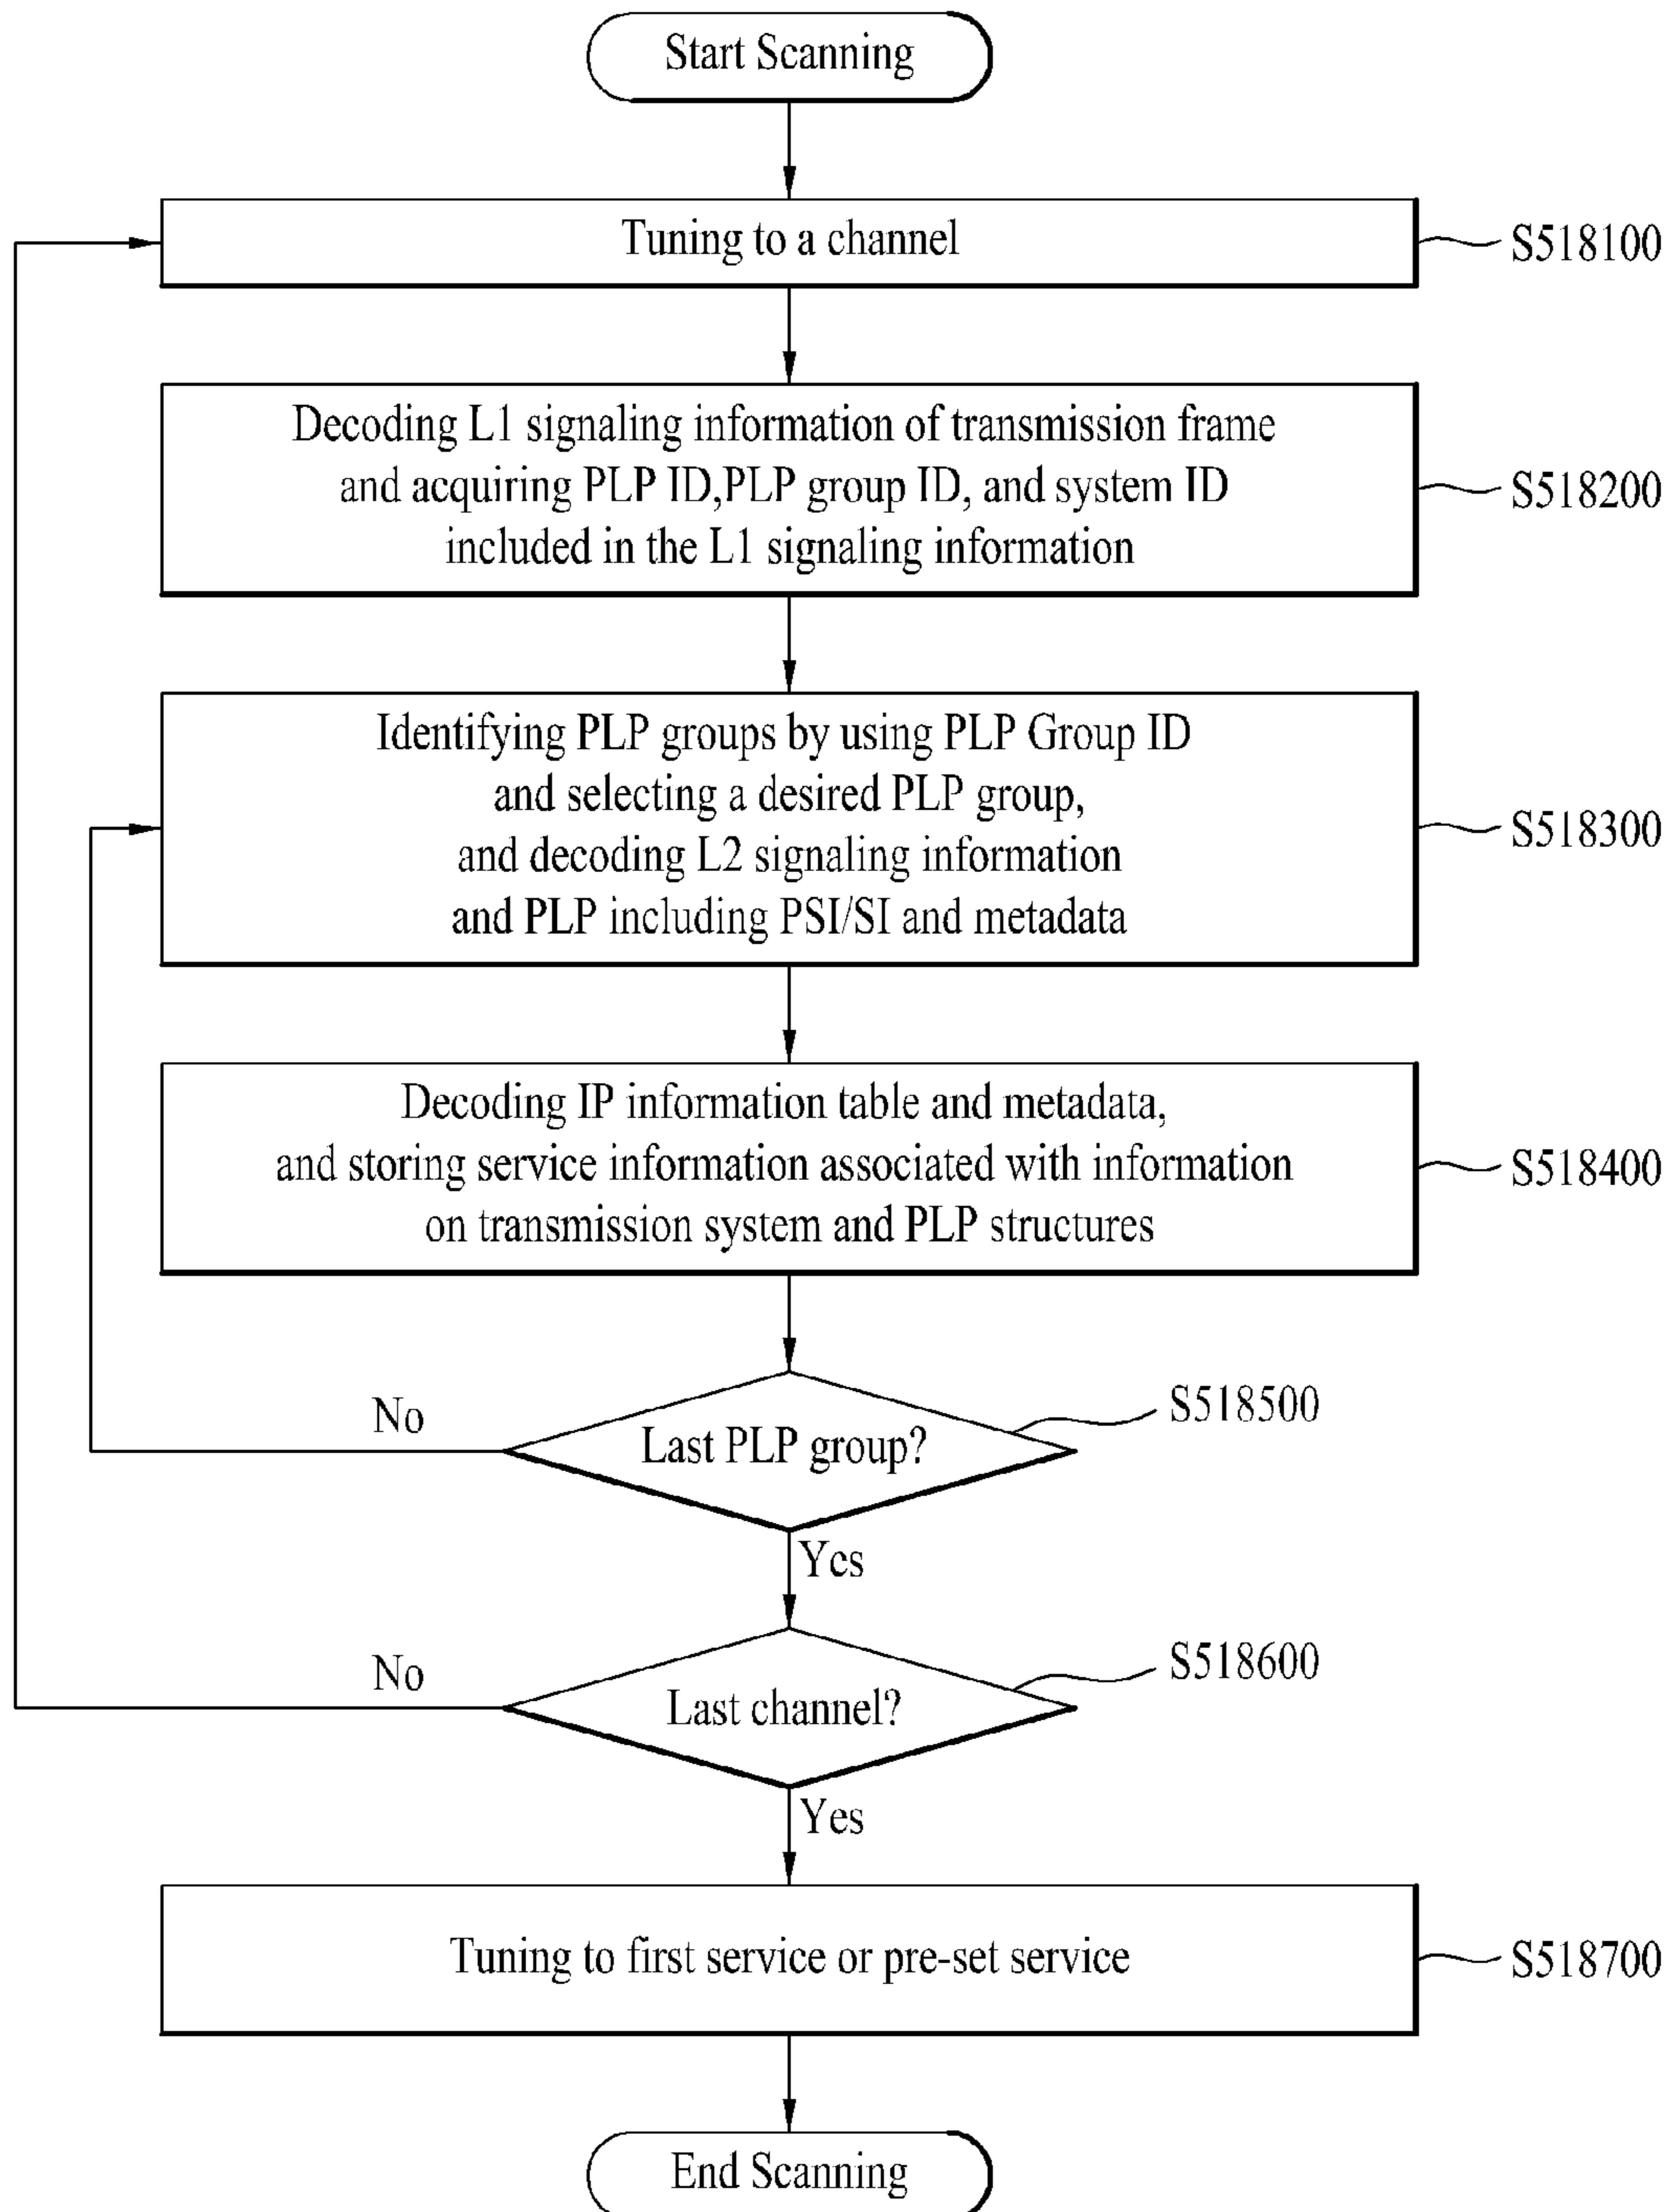 Start Scanning
Tuning to a channel
S518100
Decoding L1 signaling information of transmission frame
and acquiring PLP ID,PLP group ID, and system ID
included in the L1 signaling information
S518200
Identifying PLP groups by using PLP Group ID
and selecting a desired PLP group,
and decoding L2 signaling information
and PLP including PSI/SI and metadata
S518300
Decoding IP information table and metadata,
and storing service information associated with information
on transmission system and PLP structures
S518400
No
Last PLP group?
S518500
Yes
No
Last channel?
S518600
Yes
Tuning to first service or pre-set service
S518700
End Scanning